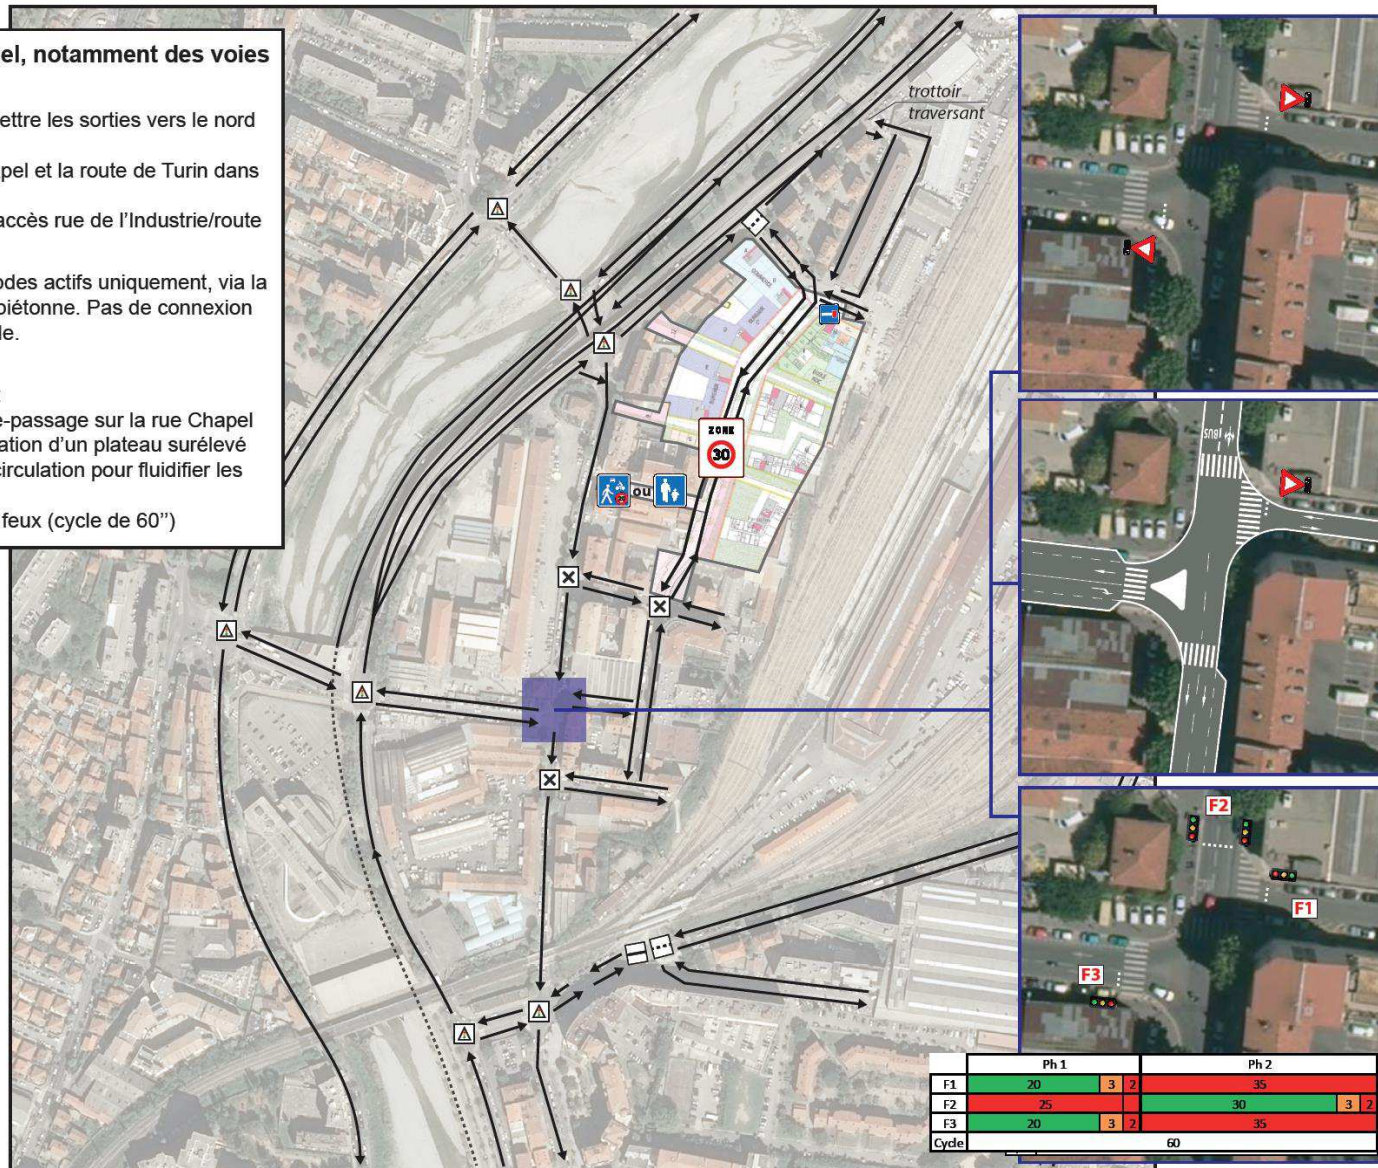 el, notamment des voies
ettre les sorties vers le nord
pel et la route de Turin dans
accès rue de l’Industrie/route
odes actifs uniquement, via la
piétonne. Pas de connexion
le.
:
e-passage sur la rue Chapel
ation d’un plateau surélevé
circulation pour fluidifier les
feux (cycle de 60’’)
trottoir
traversant
ZONE
30
ou
BUS
F2
F1
F3
Ph 1 Ph 2
F1 20 3 2 35
F2 25 30 3 2
F3 20 3 2 35
Cycle 60